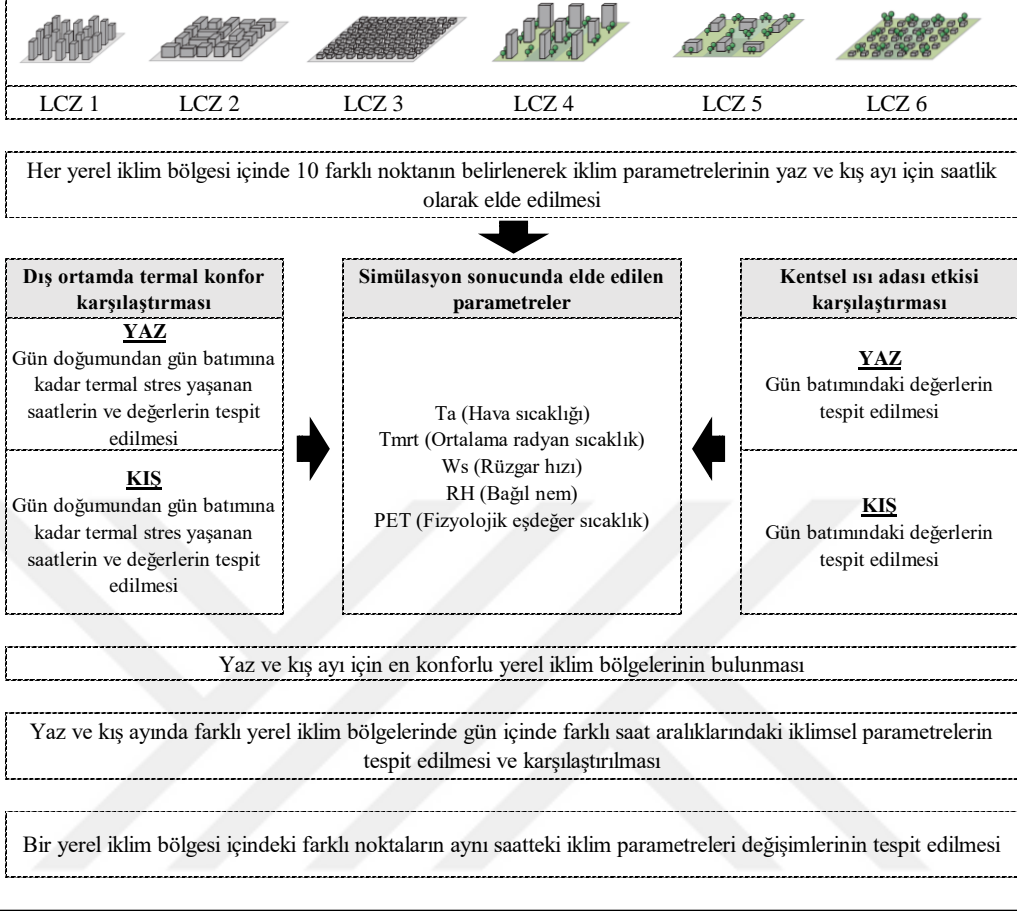 LCZ 1 LCZ 2 LCZ 3 LCZ 4 LCZ 5 LCZ 6
Her yerel iklim bölgesi içinde 10 farklı noktanın belirlenerek iklim parametrelerinin yaz ve kış ayı için saatlik
olarak elde edilmesi
Dış ortamda termal konfor
karşılaştırması
YAZ
Gün doğumundan gün batımına
kadar termal stres yaşanan
saatlerin ve değerlerin tespit
edilmesi
KIŞ
Gün doğumundan gün batımına
kadar termal stres yaşanan
saatlerin ve değerlerin tespit
edilmesi
Simülasyon sonucunda elde edilen
parametreler
Ta (Hava sıcaklığı)
Tmrt (Ortalama radyan sıcaklık)
Ws (Rüzgar hızı)
RH (Bağıl nem)
PET (Fizyolojik eşdeğer sıcaklık)
Kentsel ısı adası etkisi
karşılaştırması
YAZ
Gün batımındaki değerlerin
tespit edilmesi
KIŞ
Gün batımındaki değerlerin
tespit edilmesi
Yaz ve kış ayı için en konforlu yerel iklim bölgelerinin bulunması
Yaz ve kış ayında farklı yerel iklim bölgelerinde gün içinde farklı saat aralıklarındaki iklimsel parametrelerin
tespit edilmesi ve karşılaştırılması
Bir yerel iklim bölgesi içindeki farklı noktaların aynı saatteki iklim parametreleri değişimlerinin tespit edilmesi